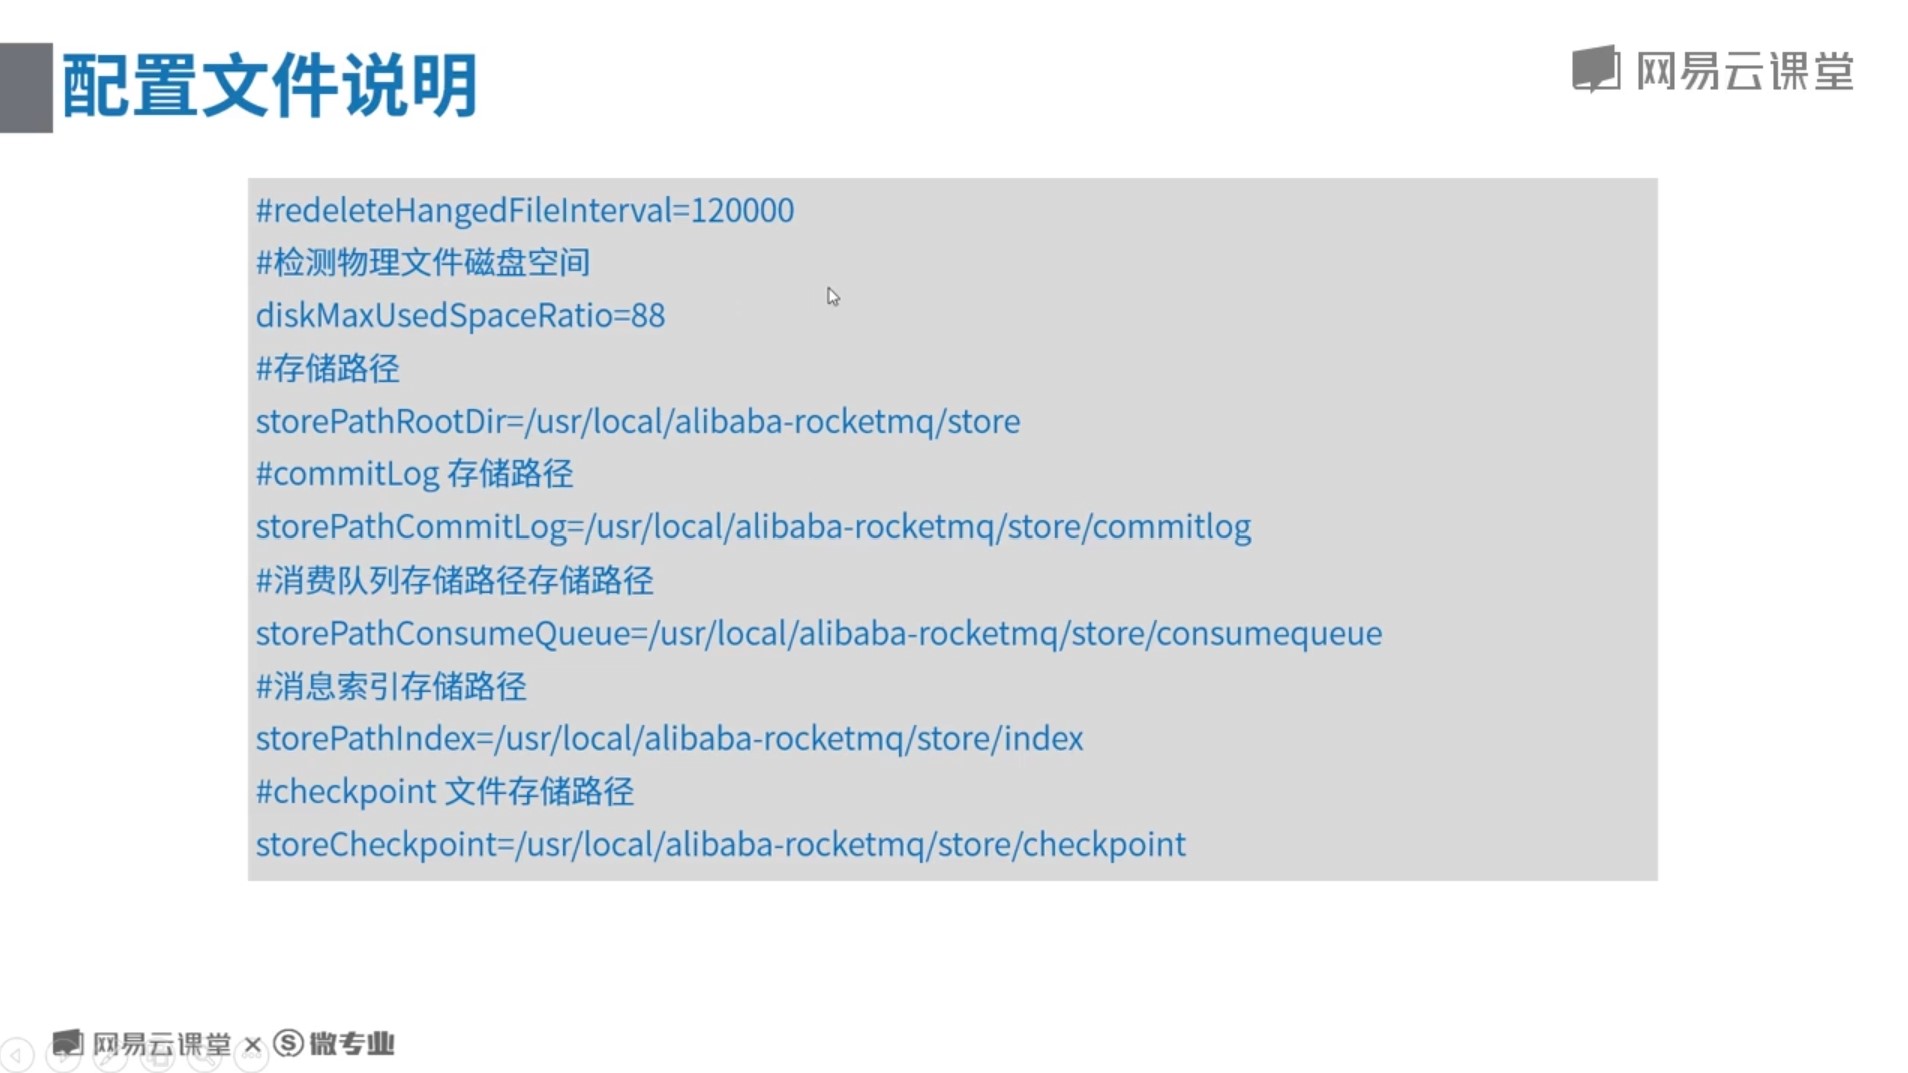 配置文件说明
网易云课堂
#redeleteHangedFileInterval=120000
#检测物理文件磁盘空间
diskMaxUsedSpaceRatio=88
#存储路径
storePathRootDir=/usr/local/alibaba-rocketmq/store
#commitLog 存储路径
storePathCommitLog=/usr/local/alibaba-rocketmq/store/commitlog
#消费队列存储路径存储路径
storePathConsumeQueue=/usr/local/alibaba-rocketmq/store/consumequeue
#消息索引存储路径
storePathIndex=/usr/local/alibaba-rocketmq/store/index
#checkpoint 文件存储路径
storeCheckpoint=/usr/local/alibaba-rocketmq/store/checkpoint
网易云课堂 × 微专业